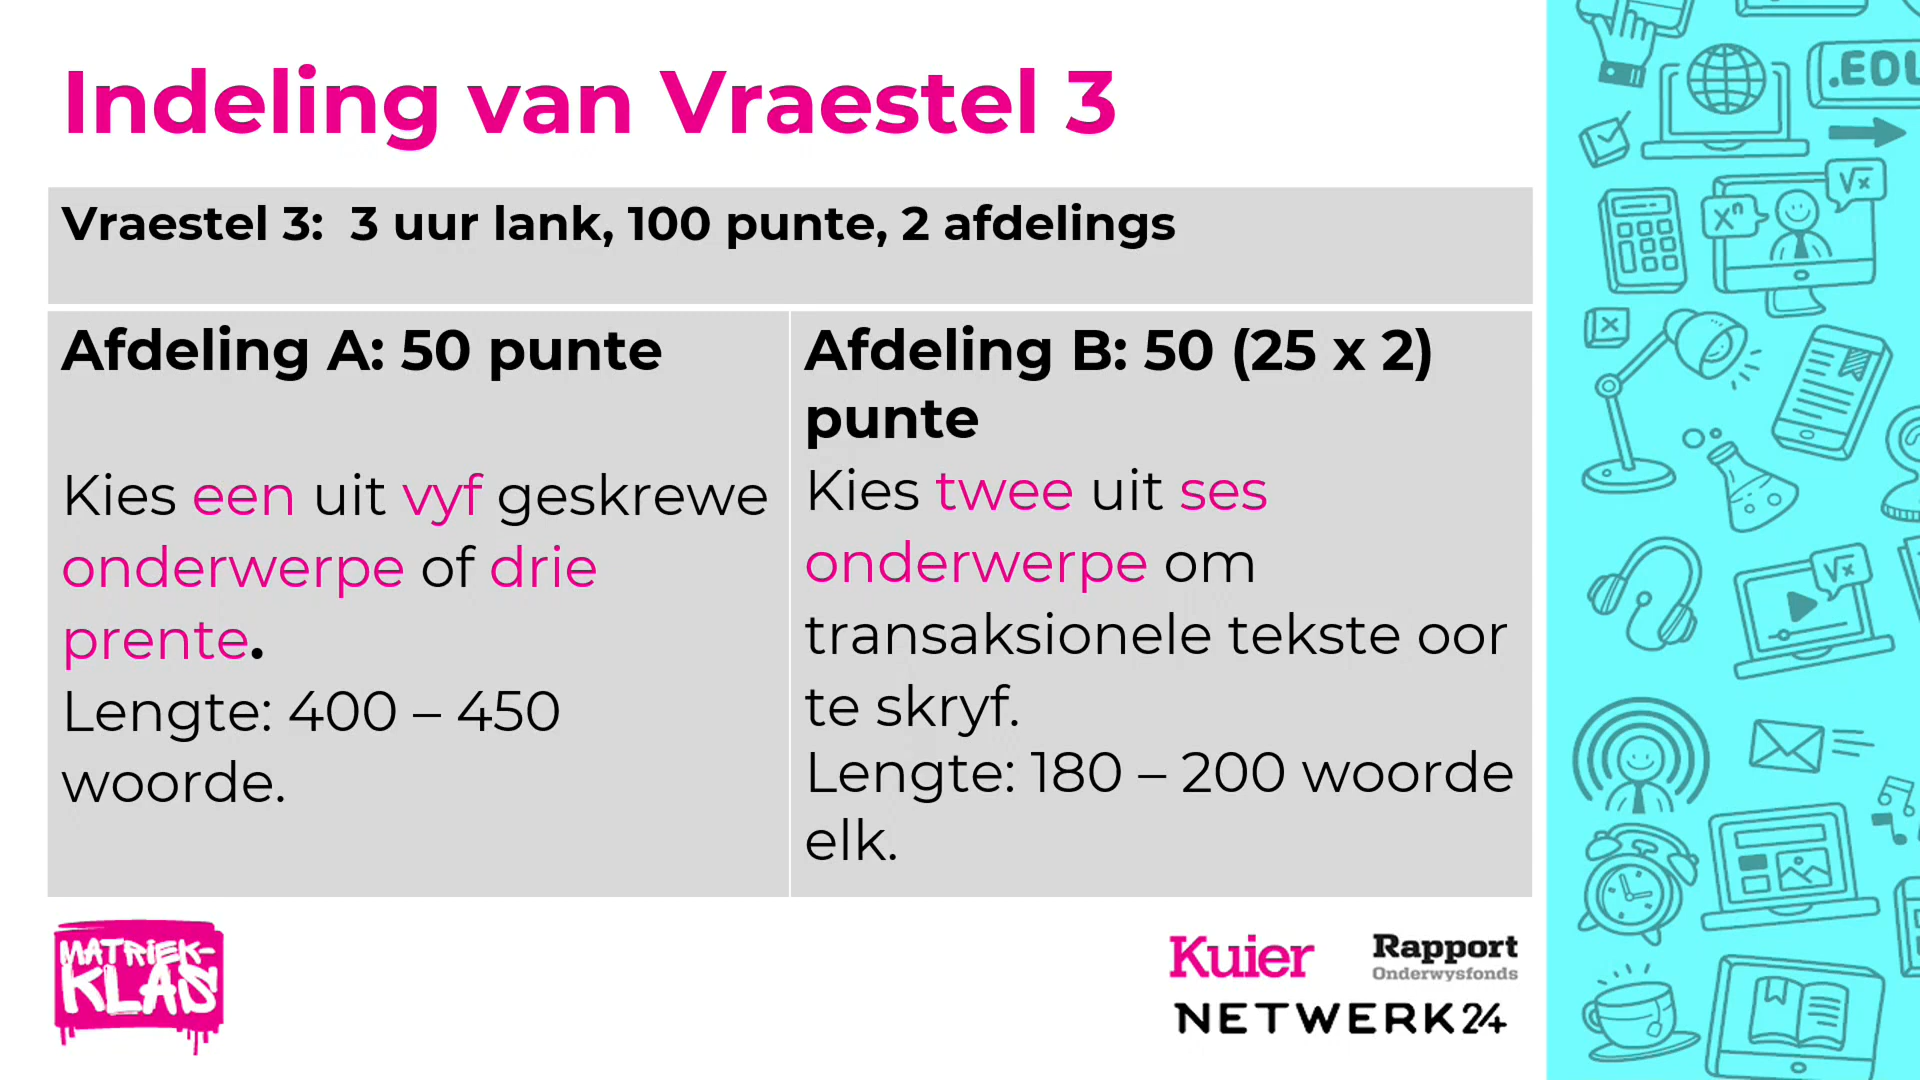 Indeling van Vraestel 3
Vraestel 3:  3 uur lank, 100 punte, 2 afdelings
Afdeling A: 50 punte
Kies een uit vyf geskrewe
onderwerpe of drie
prente.
Lengte: 400 – 450
woorde.
Afdeling B: 50 (25 x 2)
punte
Kies twee uit ses
onderwerpe om
transaksionele tekste oor
te skryf.
Lengte: 180 – 200 woorde
elk.
MATRIEK-
KLAS
Kuier
Rapport
Onderwysfonds
NETWERK24
.EDU
√x
xⁿ
√x